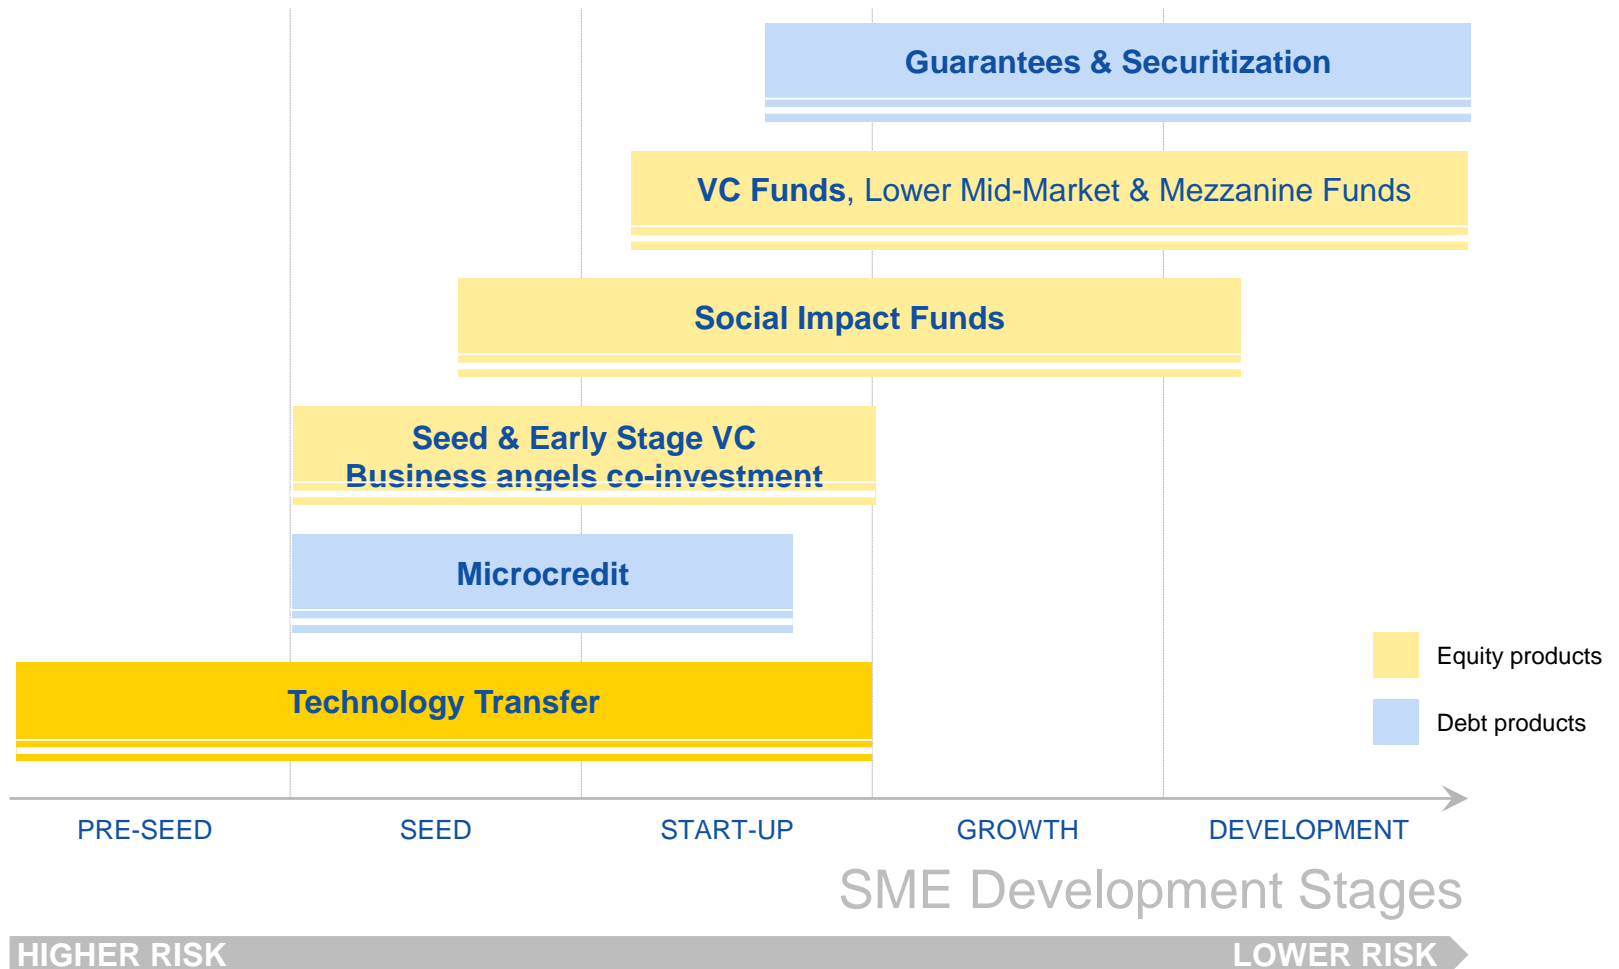 Guarantees & Securitization
VC Funds, Lower Mid-Market & Mezzanine Funds
Social Impact Funds
Seed & Early Stage VC
Business angels co-investment
Microcredit
Technology Transfer
Equity products
Debt products
PRE-SEED
SEED
START-UP
GROWTH
DEVELOPMENT
SME Development Stages
HIGHER RISK
LOWER RISK